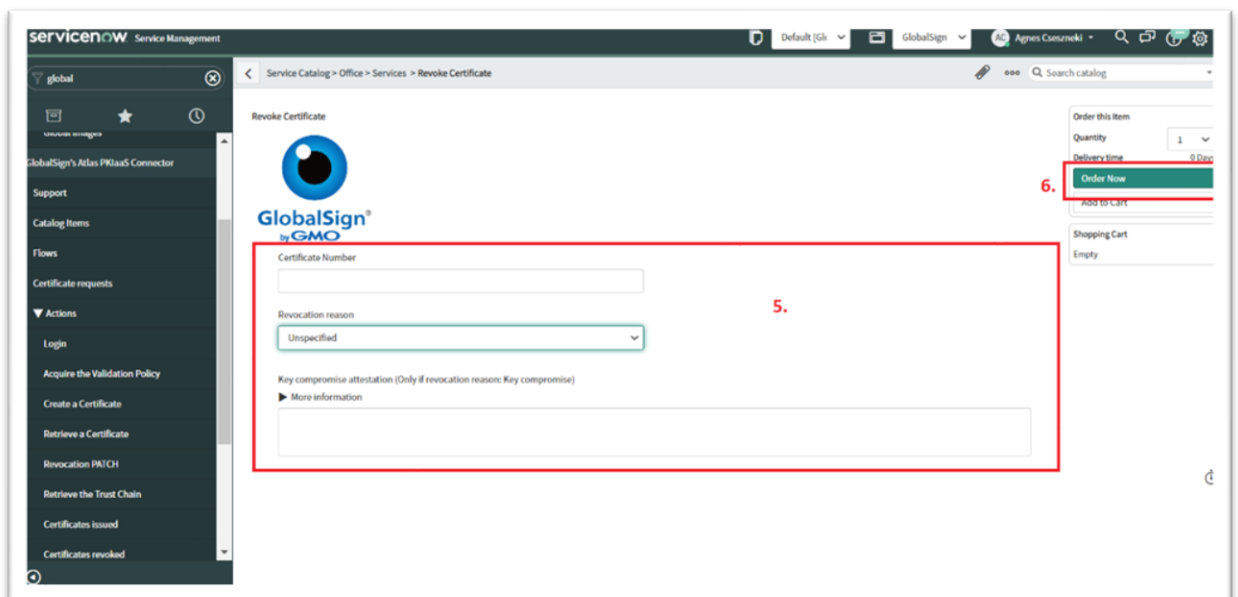 servicenow Service Management
Default [Gl
GlobalSign
AC Agnes Cseszneki
global
Service Catalog > Office > Services > Revoke Certificate
Search catalog
Global Images
GlobalSign's Atlas PKIaaS Connector
Support
Catalog Items
Flows
Certificate requests
Actions
Login
Acquire the Validation Policy
Create a Certificate
Retrieve a Certificate
Revocation PATCH
Retrieve the Trust Chain
Certificates issued
Certificates revoked
Revoke Certificate
GlobalSign®
by GMO
Certificate Number
5.
Revocation reason
Unspecified
Key compromise attestation (Only if revocation reason: Key compromise)
More information
Order this Item
Quantity 1
Delivery time 0 Days
6.
Order Now
Add to Cart
Shopping Cart
Empty